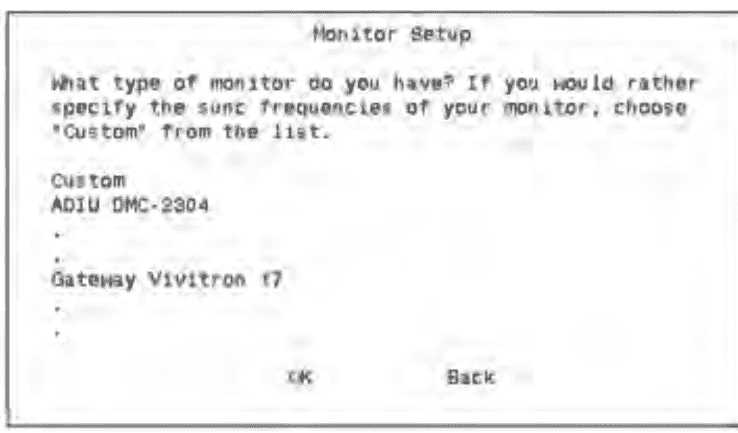 Monitor Setup
What type of monitor do you have? If you would rather
specify the sunc frequencies of your monitor, choose
"Custom" from the list.
Custom
ADIU DMC-2304
.
.
Gateway Vivitron 17
.
.
OK Back